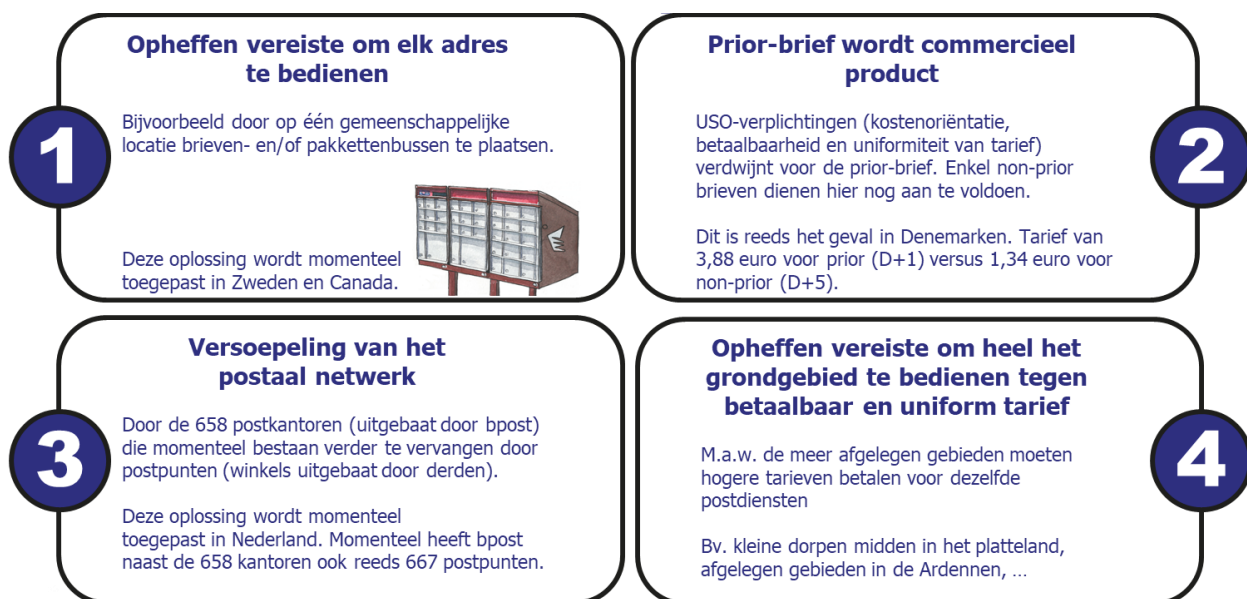 1
Opheffen vereiste om elk adres
te bedienen
Bijvoorbeeld door op één gemeenschappelijke
locatie brieven- en/of pakkettenbussen te plaatsen.
Deze oplossing wordt momenteel
toegepast in Zweden en Canada.
2
Prior-brief wordt commercieel
product
USO-verplichtingen (kostenoriëntatie,
betaalbaarheid en uniformiteit van tarief)
verdwijnt voor de prior-brief. Enkel non-prior
brieven dienen hier nog aan te voldoen.
Dit is reeds het geval in Denemarken. Tarief van
3,88 euro voor prior (D+1) versus 1,34 euro voor
non-prior (D+5).
3
Versoepeling van het
postaal netwerk
Door de 658 postkantoren (uitgebaat door bpost)
die momenteel bestaan verder te vervangen door
postpunten (winkels uitgebaat door derden).
Deze oplossing wordt momenteel
toegepast in Nederland. Momenteel heeft bpost
naast de 658 kantoren ook reeds 667 postpunten.
4
Opheffen vereiste om heel het
grondgebied te bedienen tegen
betaalbaar en uniform tarief
M.a.w. de meer afgelegen gebieden moeten
hogere tarieven betalen voor dezelfde
postdiensten
Bv. kleine dorpen midden in het platteland,
afgelegen gebieden in de Ardennen, ...